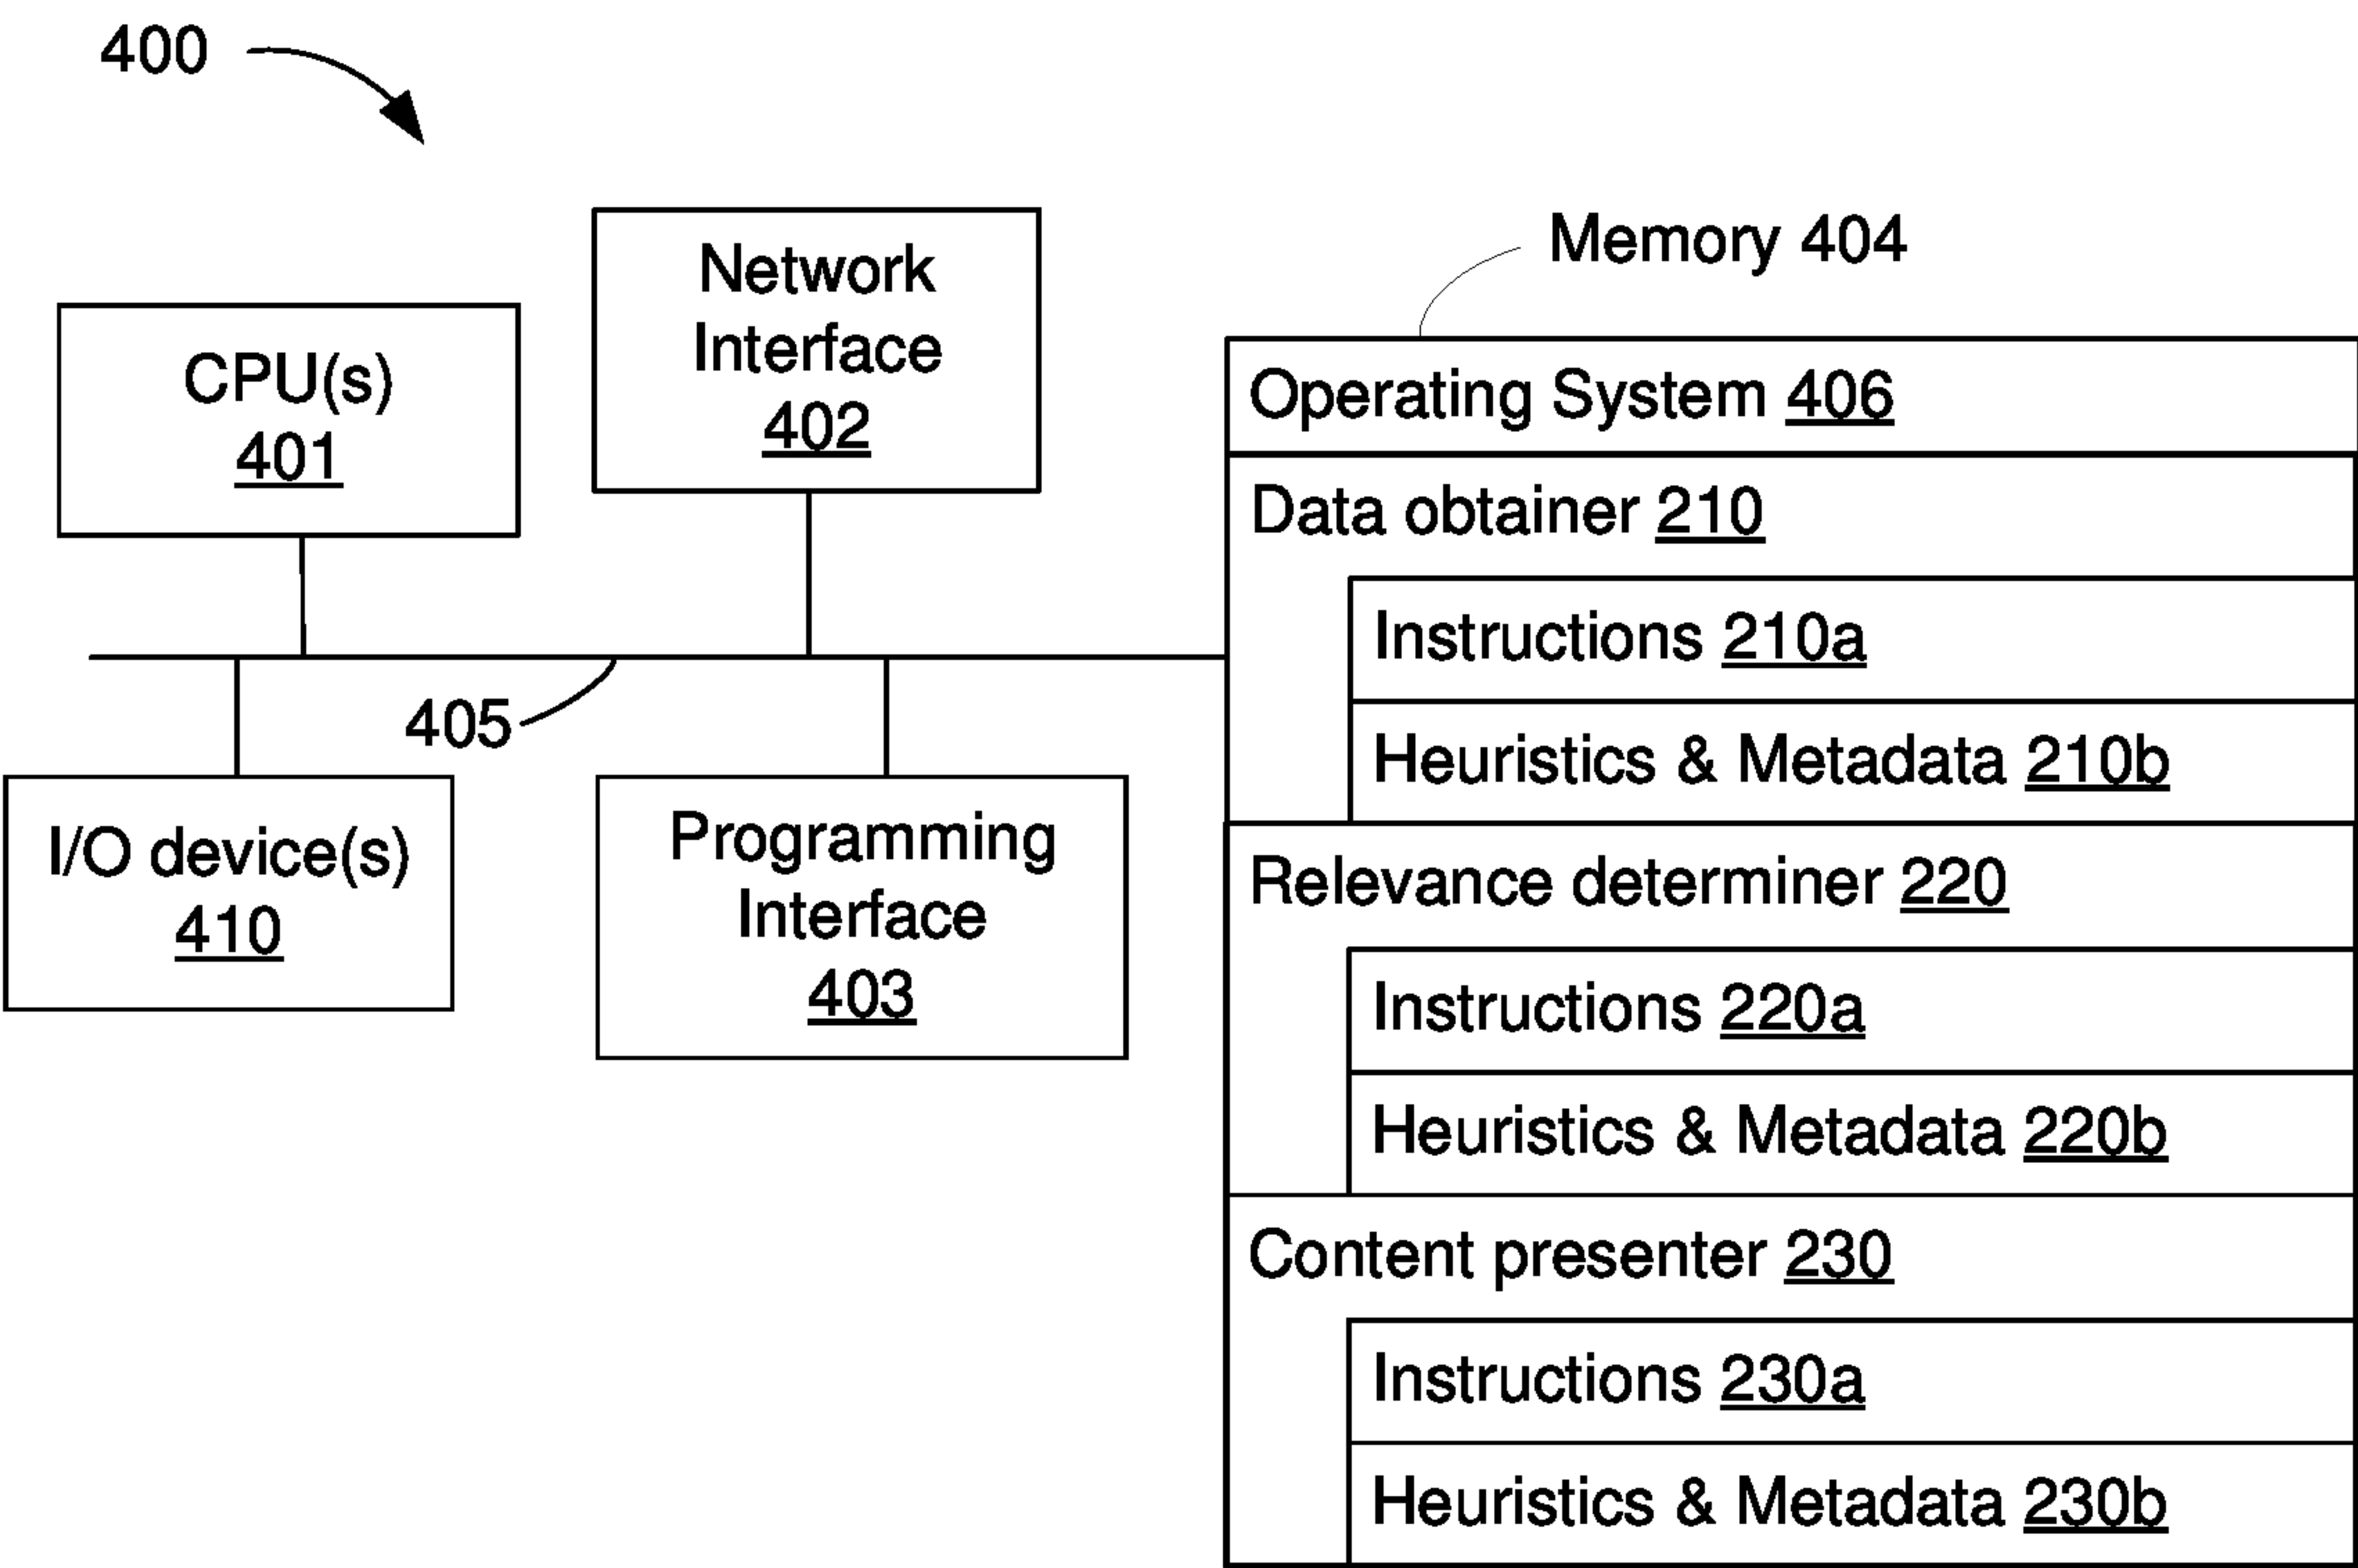 400
Network
Interface
402
Memory 404
CPU(s)
401
Operating System 406
Data obtainer 210
Instructions 210a
405
Heuristics & Metadata 210b
I/O device(s)
410
Programming
Interface
403
Relevance determiner 220
Instructions 220a
Heuristics & Metadata 220b
Content presenter 230
Instructions 230a
Heuristics & Metadata 230b